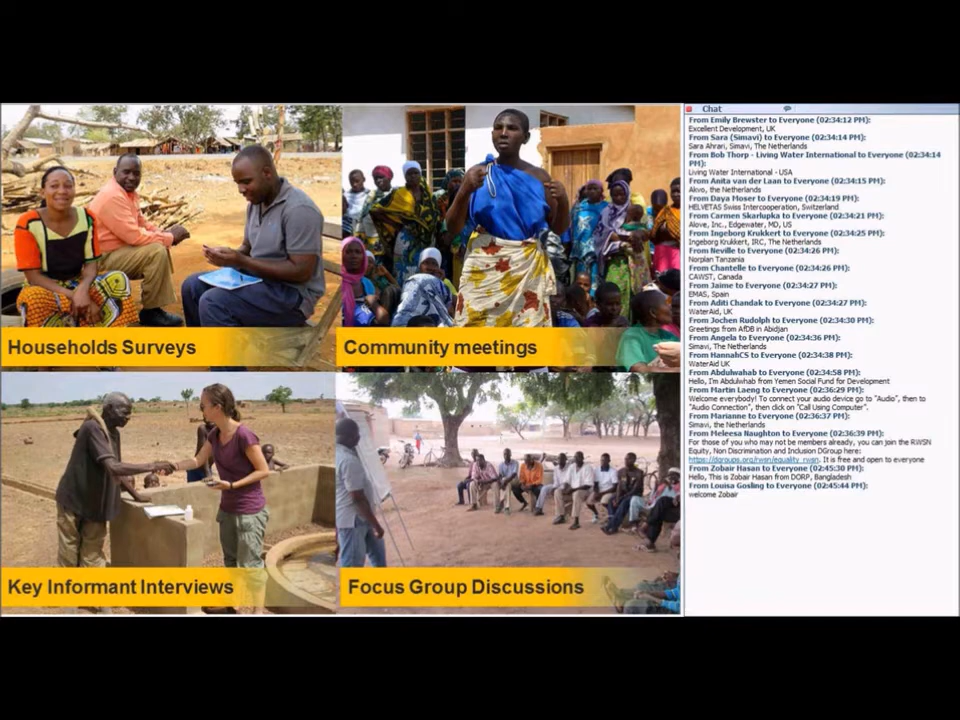 Households Surveys
Community meetings
Key Informant Interviews
Focus Group Discussions
Chat
From Emily Brewster to Everyone (02:34:12 PM):
Excellent Development, UK
From Sara (Simavi) to Everyone (02:34:14 PM):
Sara Ahrari, Simavi, The Netherlands
From Bob Thorp - Living Water International to Everyone (02:34:14
PM):
Living Water International - USA
From Anita van der Laan to Everyone (02:34:15 PM):
Akvo, the Netherlands
From Daya Moser to Everyone (02:34:19 PM):
HELVETAS Swiss Intercooperation, Switzerland
From Carmen Skarlupka to Everyone (02:34:21 PM):
Alove, Inc., Edgewater, MD, US
From Ingeborg Krukkert to Everyone (02:34:25 PM):
Ingeborg Krukkert, IRC, The Netherlands
From Neville to Everyone (02:34:26 PM):
Norplan Tanzania
From Chantelle to Everyone (02:34:26 PM):
CAWST, Canada
From Jaime to Everyone (02:34:27 PM):
EMAS, Spain
From Aditi Chandak to Everyone (02:34:27 PM):
WaterAid, UK
From Jochen Rudolph to Everyone (02:34:30 PM):
Greetings from AfDB in Abidjan
From Angela to Everyone (02:34:36 PM):
Simavi, The Netherlands
From HannahCS to Everyone (02:34:38 PM):
WaterAid UK
From Abdulwahab to Everyone (02:34:58 PM):
Hello, I'm Abdulwhab from Yemen Social Fund for Development
From Martin Laeng to Everyone (02:36:29 PM):
Welcome everybody! To connect your audio device go to "Audio", then to
"Audio Connection", then click on "Call Using Computer".
From Marianne to Everyone (02:36:37 PM):
Simavi, the Netherlands
From Meleesa Naughton to Everyone (02:36:39 PM):
For those of you who may not be members already, you can join the RWSN
Equity, Non Discrimination and Inclusion DGroup here:
https://dgroups.org/rwsn/equality_rwsn. It is free and open to everyone
From Zobair Hasan to Everyone (02:45:30 PM):
Hello, This is Zobair Hasan from DORP, Bangladesh
From Louisa Gosling to Everyone (02:45:44 PM):
welcome Zobair